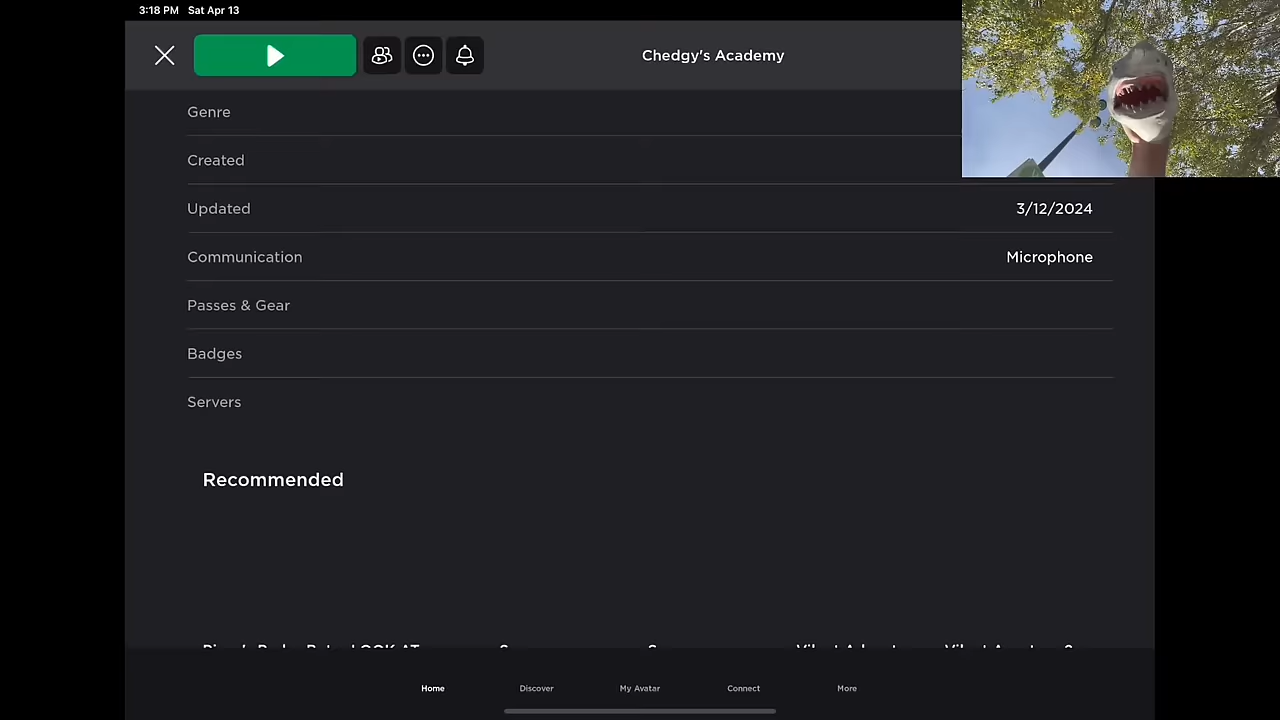 3:18 PM Sat Apr 13
Chedgy's Academy
Genre
Created
Updated 3/12/2024
Communication Microphone
Passes & Gear
Badges
Servers
Recommended
Home Discover My Avatar Connect More